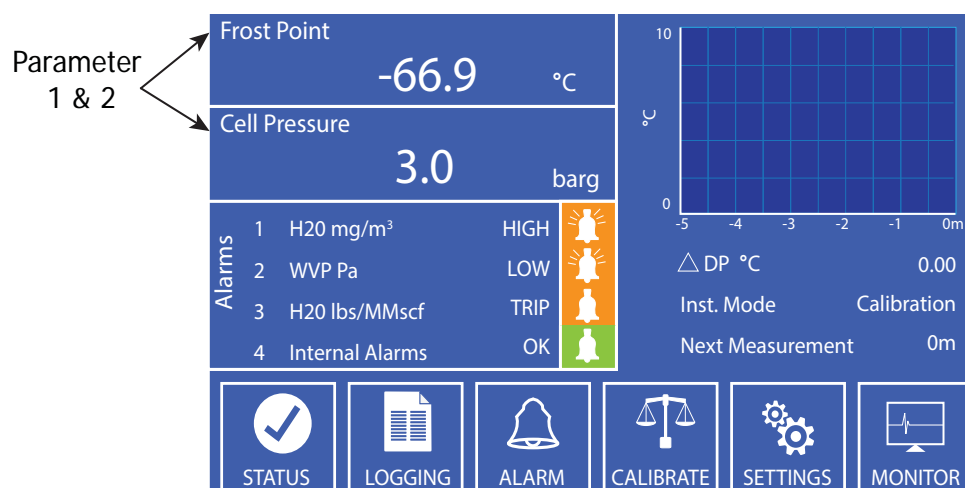 Parameter
1 & 2
Frost Point
-66.9 °C
Cell Pressure
3.0 barg
Alarms
1 H20 mg/m³ HIGH
2 WVP Pa LOW
3 H20 lbs/MMscf TRIP
4 Internal Alarms OK
10
°C
0
-5 -4 -3 -2 -1 0m
△ DP °C 0.00
Inst. Mode Calibration
Next Measurement 0m
STATUS LOGGING ALARM CALIBRATE SETTINGS MONITOR